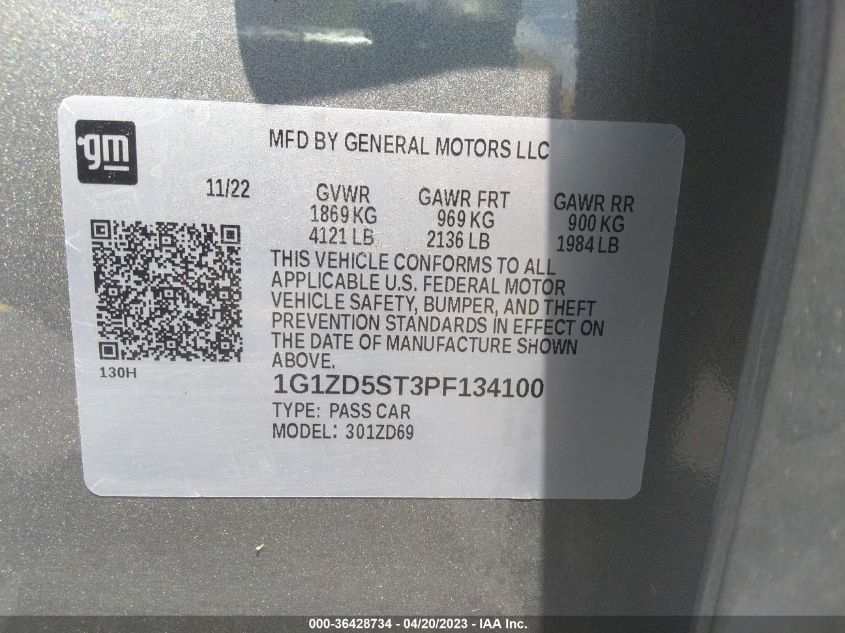 gm
MFD BY GENERAL MOTORS LLC
11/22
GVWR GAWR FRT GAWR RR
1869 KG 969 KG 900 KG
4121 LB 2136 LB 1984 LB
THIS VEHICLE CONFORMS TO ALL
APPLICABLE U.S. FEDERAL MOTOR
VEHICLE SAFETY, BUMPER, AND THEFT
PREVENTION STANDARDS IN EFFECT ON
THE DATE OF MANUFACTURE SHOWN
ABOVE.
130H
1G1ZD5ST3PF134100
TYPE: PASS CAR
MODEL: 301ZD69
000-36428734 - 04/20/2023 - IAA Inc.